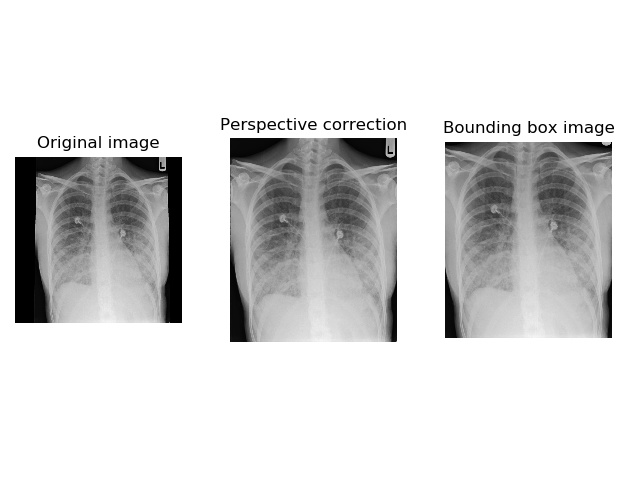 Original image
Perspective correction
Bounding box image
L
L